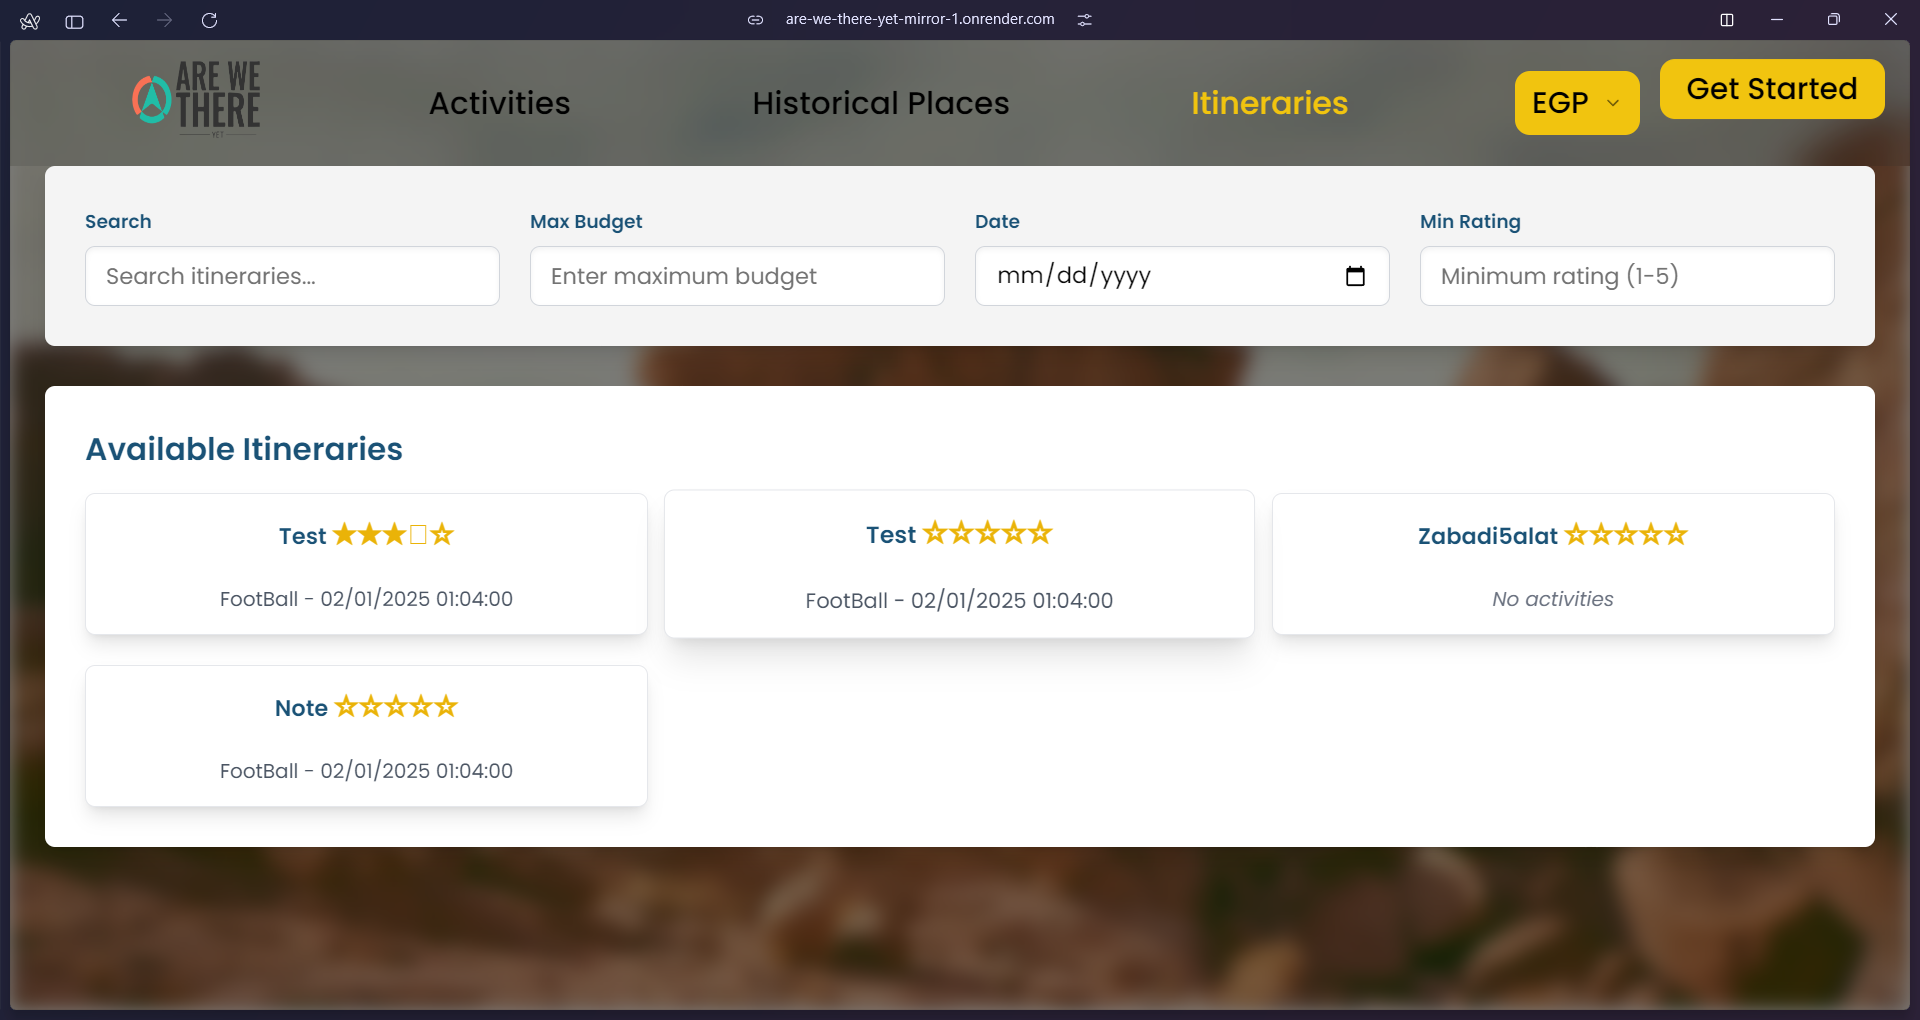 are-we-there-yet-mirror-1.onrender.com
ARE WE
THERE
YET
Activities
Historical Places
Itineraries
EGP
Get Started
Search
Max Budget
Date
Min Rating
Search itineraries...
Enter maximum budget
mm/dd/yyyy
Minimum rating (1-5)
Available Itineraries
Test ★★★□☆
FootBall - 02/01/2025 01:04:00
Test ☆☆☆☆☆
FootBall - 02/01/2025 01:04:00
Zabadi5alat ☆☆☆☆☆
No activities
Note ☆☆☆☆☆
FootBall - 02/01/2025 01:04:00